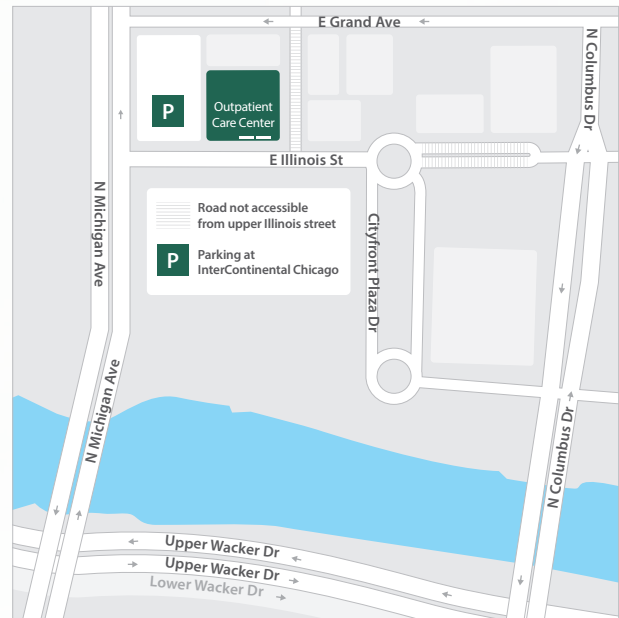 E Grand Ave
N Columbus Dr
P
Outpatient
Care Center
E Illinois St
N Michigan Ave
Road not accessible
from upper Illinois street
P
Parking at
InterContinental Chicago
Cityfront Plaza Dr
N Michigan Ave
N Columbus Dr
Upper Wacker Dr
Upper Wacker Dr
Lower Wacker Dr